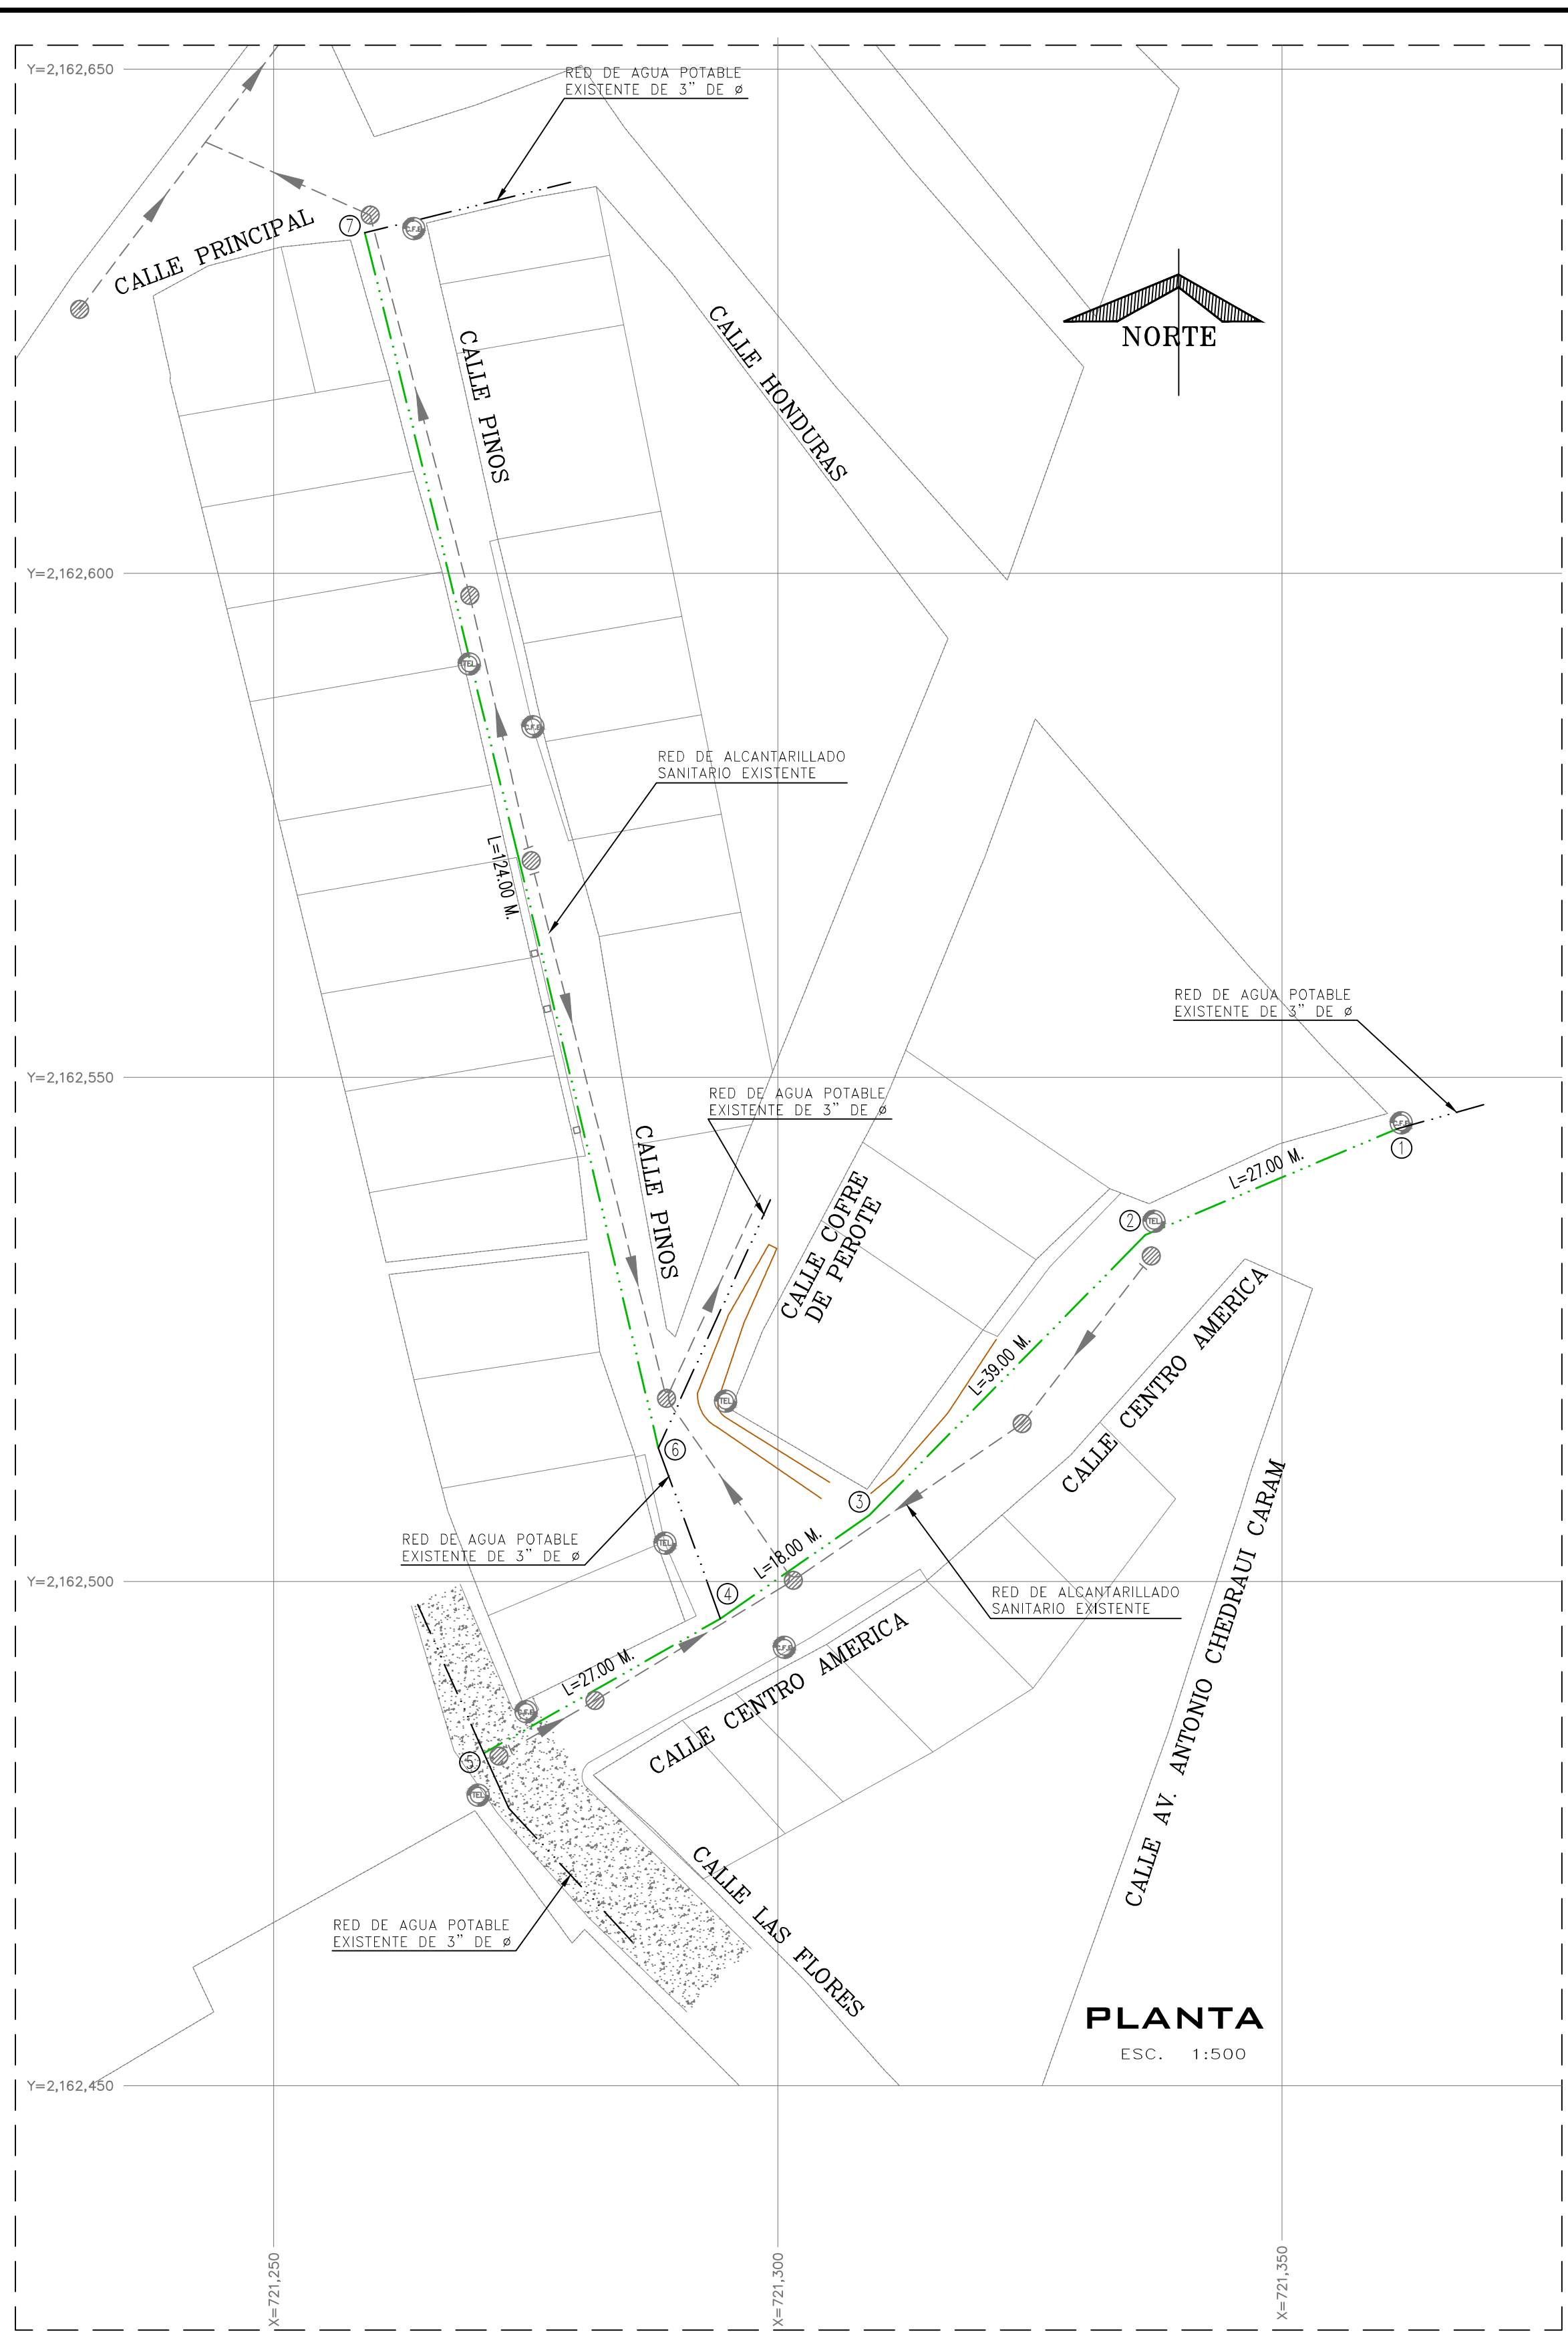 Y=2,162,650
RED DE AGUA POTABLE
EXISTENTE DE 3" DE ø
7
C.F.E
CALLE PRINCIPAL
CALLE PINOS
CALLE HONDURAS
NORTE
Y=2,162,600
TEL
C.F.E
RED DE ALCANTARILLADO
SANITARIO EXISTENTE
L=124.00 M.
RED DE AGUA POTABLE
EXISTENTE DE 3" DE ø
Y=2,162,550
RED DE AGUA POTABLE
EXISTENTE DE 3" DE ø
C.F.E
1
L=27.00 M.
CALLE PINOS
CALLE COFRE
DE PEROTE
2
TEL
CALLE CENTRO AMERICA
L=39.00 M.
TEL
6
3
CALLE AV. ANTONIO CHEDRAUI CARAM
RED DE AGUA POTABLE
EXISTENTE DE 3" DE ø
TEL
L=18.00 M.
Y=2,162,500
4
RED DE ALCANTARILLADO
SANITARIO EXISTENTE
C.F.E
L=27.00 M.
CALLE CENTRO AMERICA
C.F.E
5
TEL
CALLE LAS FLORES
RED DE AGUA POTABLE
EXISTENTE DE 3" DE ø
PLANTA
ESC. 1:500
Y=2,162,450
X=721,250
X=721,300
X=721,350